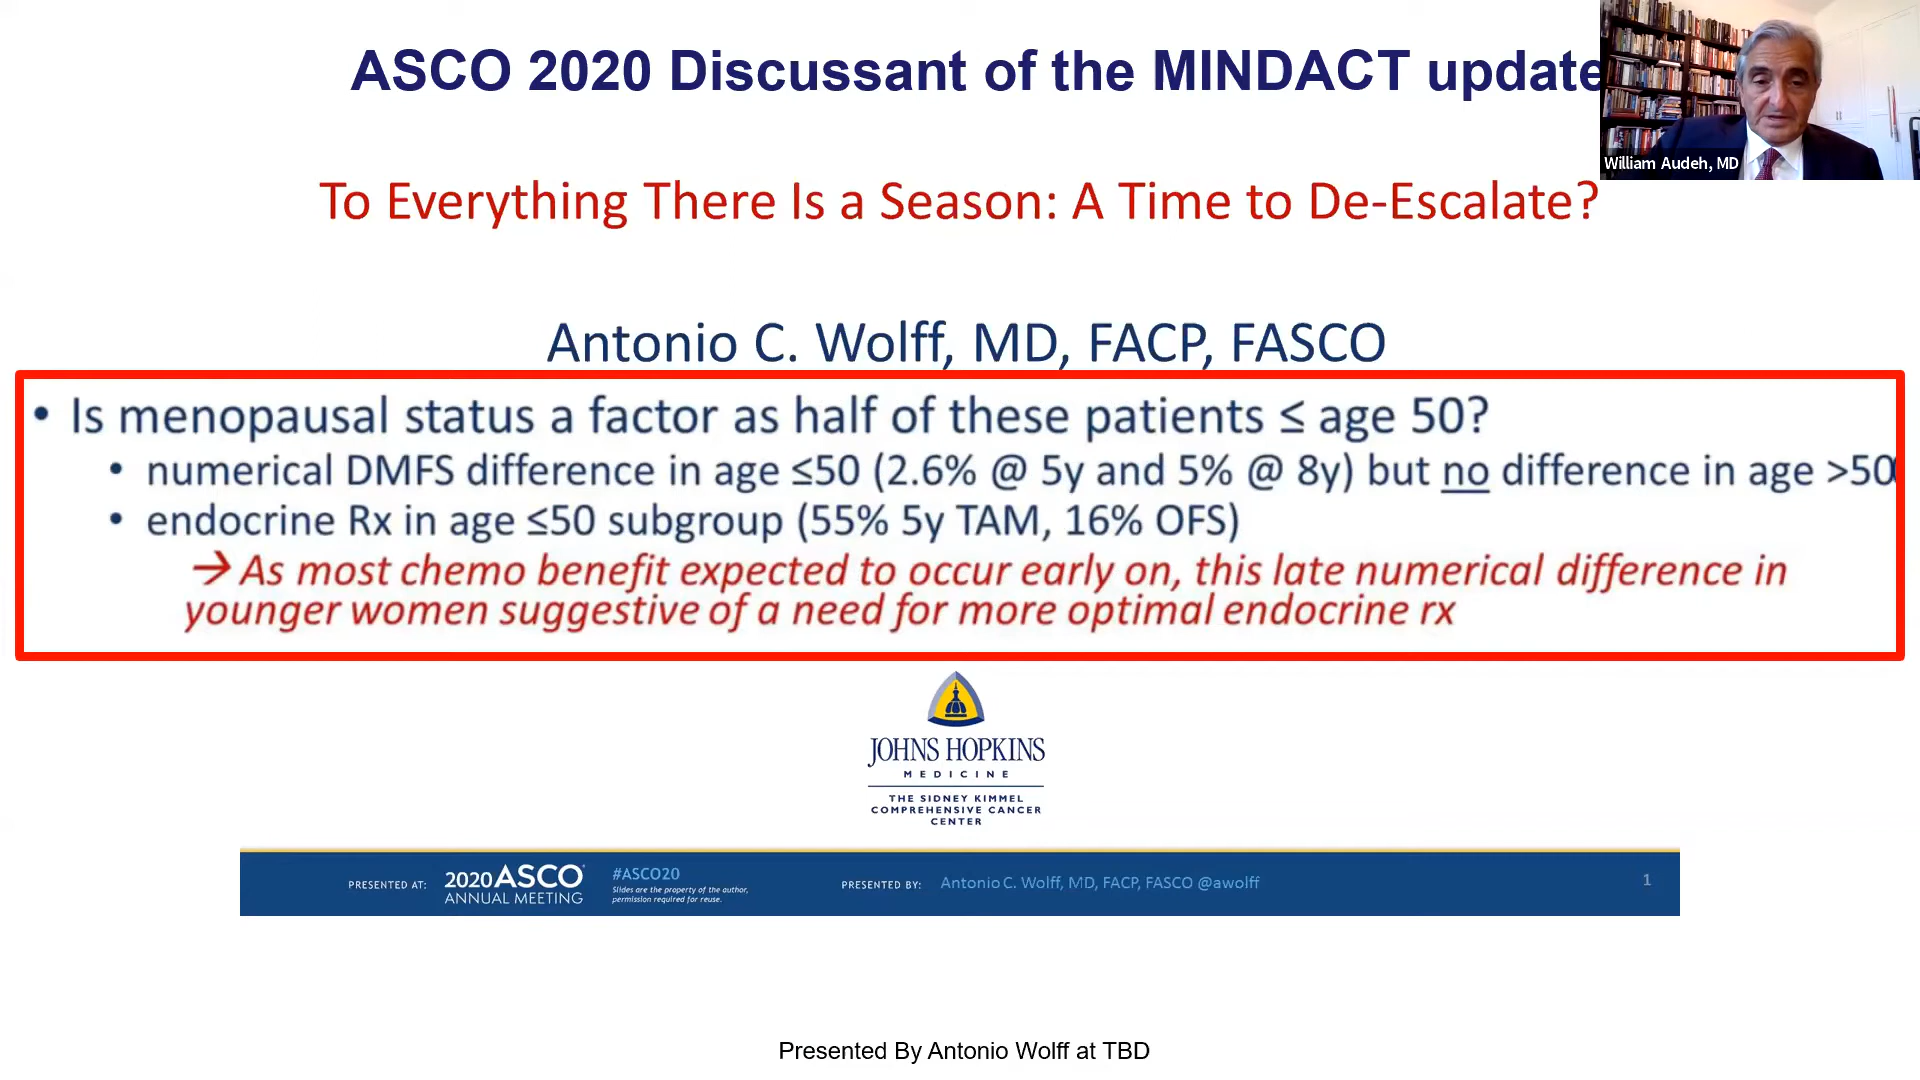 ASCO 2020 Discussant of the MINDACT update
William Audeh, MD
To Everything There Is a Season: A Time to De-Escalate?
Antonio C. Wolff, MD, FACP, FASCO
• Is menopausal status a factor as half of these patients ≤ age 50?
• numerical DMFS difference in age ≤50 (2.6% @ 5y and 5% @ 8y) but no difference in age >50
• endocrine Rx in age ≤50 subgroup (55% 5y TAM, 16% OFS)
→ As most chemo benefit expected to occur early on, this late numerical difference in
younger women suggestive of a need for more optimal endocrine rx
JOHNS HOPKINS
MEDICINE
THE SIDNEY KIMMEL
COMPREHENSIVE CANCER
CENTER
PRESENTED AT:
2020 ASCO®
ANNUAL MEETING
#ASCO20
Slides are the property of the author,
permission required for reuse.
PRESENTED BY:
Antonio C. Wolff, MD, FACP, FASCO @awolff
1
Presented By Antonio Wolff at TBD